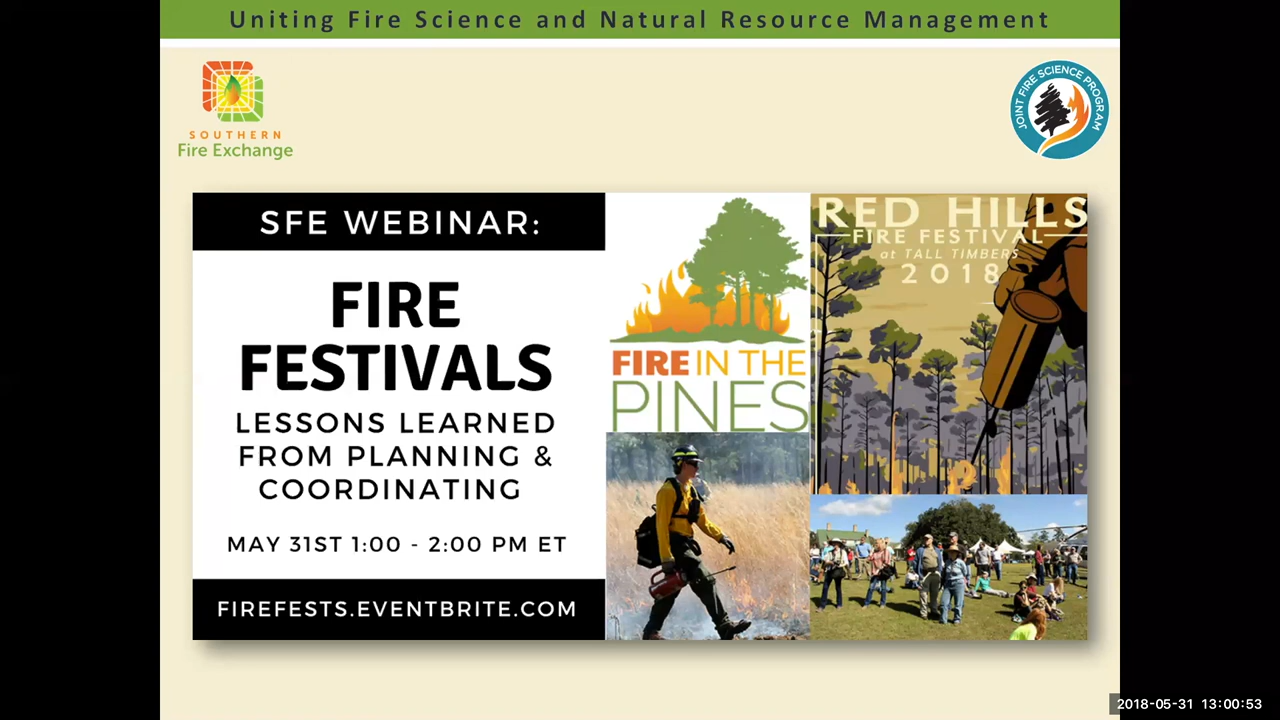 Uniting Fire Science and Natural Resource Management
SOUTHERN
Fire Exchange
JOINT FIRE SCIENCE PROGRAM
SFE WEBINAR:
FIRE
FESTIVALS
LESSONS LEARNED
FROM PLANNING &
COORDINATING
MAY 31ST 1:00 - 2:00 PM ET
FIREFESTS.EVENTBRITE.COM
FIRE IN THE
PINES
RED HILLS
FIRE FESTIVAL
at TALL TIMBERS
2018
2018-05-31 13:00:53